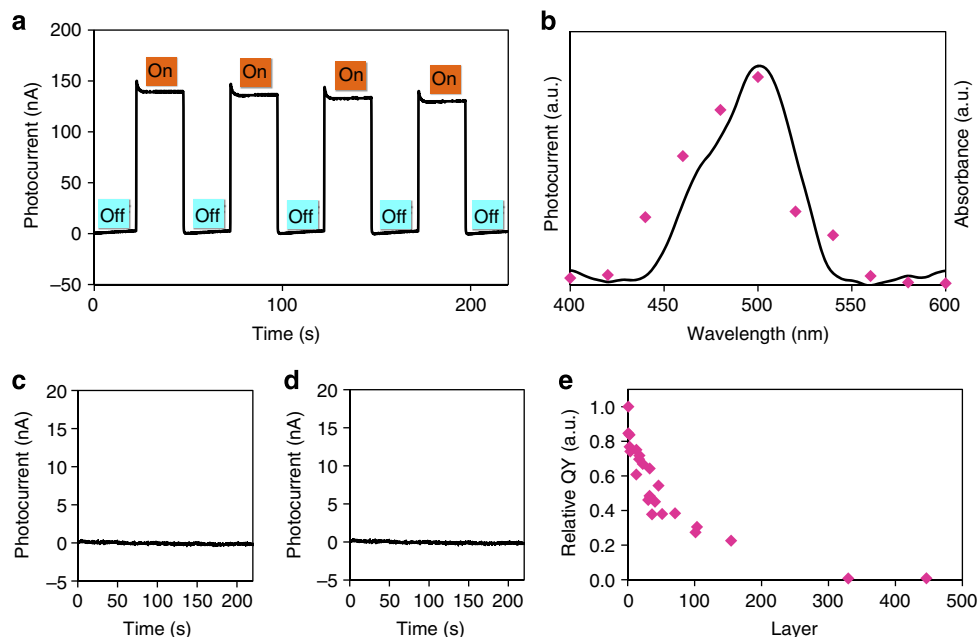 a
200
150
100
50
0
–50
Photocurrent (nA)
On
On
On
On
Off
Off
Off
Off
Off
0
100
200
Time (s)
b
Photocurrent (a.u.)
Absorbance (a.u.)
400
450
500
550
600
Wavelength (nm)
c
20
15
10
5
0
–5
Photocurrent (nA)
0
50
100
150
200
Time (s)
d
20
15
10
5
0
–5
Photocurrent (nA)
0
50
100
150
200
Time (s)
e
1.0
0.8
0.6
0.4
0.2
0.0
Relative QY (a.u.)
0
100
200
300
400
500
Layer